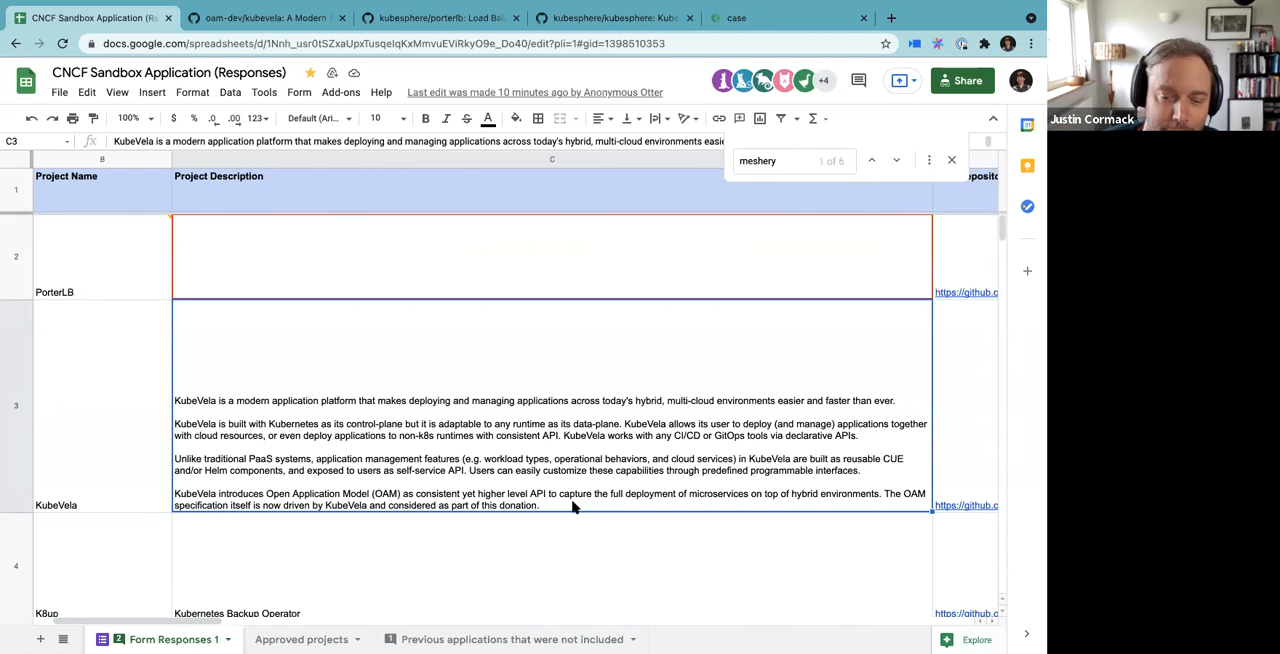 CNCF Sandbox Application (Re
oam-dev/kubevela: A Modern
kubesphere/porterlb: Load Ba
kubesphere/kubesphere: Kube
case
docs.google.com/spreadsheets/d/1Nnh_usr0tSZxaUpxTusqeIqKxMmvuEViRkyO9e_Do40/edit?pli=1#gid=1398510353
CNCF Sandbox Application (Responses)
File Edit View Insert Format Data Tools Form Add-ons Help Last edit was made 10 minutes ago by Anonymous Otter
+4
Share
100% $ % .0 .00 123 Default (Ari... 10 B I S A
C3 fx KubeVela is a modern application platform that makes deploying and managing applications across today's hybrid, multi-cloud environments easie
meshery 1 of 6
B C
1 Project Name Project Description eposito
2 PorterLB https://github.c
3
KubeVela is a modern application platform that makes deploying and managing applications across today's hybrid, multi-cloud environments easier and faster than ever.
KubeVela is built with Kubernetes as its control-plane but it is adaptable to any runtime as its data-plane. KubeVela allows its user to deploy (and manage) applications together
with cloud resources, or even deploy applications to non-k8s runtimes with consistent API. KubeVela works with any CI/CD or GitOps tools via declarative APIs.
Unlike traditional PaaS systems, application management features (e.g. workload types, operational behaviors, and cloud services) in KubeVela are built as reusable CUE
and/or Helm components, and exposed to users as self-service API. Users can easily customize these capabilities through predefined programmable interfaces.
KubeVela introduces Open Application Model (OAM) as consistent yet higher level API to capture the full deployment of microservices on top of hybrid environments. The OAM
KubeVela specification itself is now driven by KubeVela and considered as part of this donation. https://github.c
4
K8up Kubernetes Backup Operator https://github.c
2 Form Responses 1 Approved projects 1 Previous applications that were not included Explore
Justin Cormack